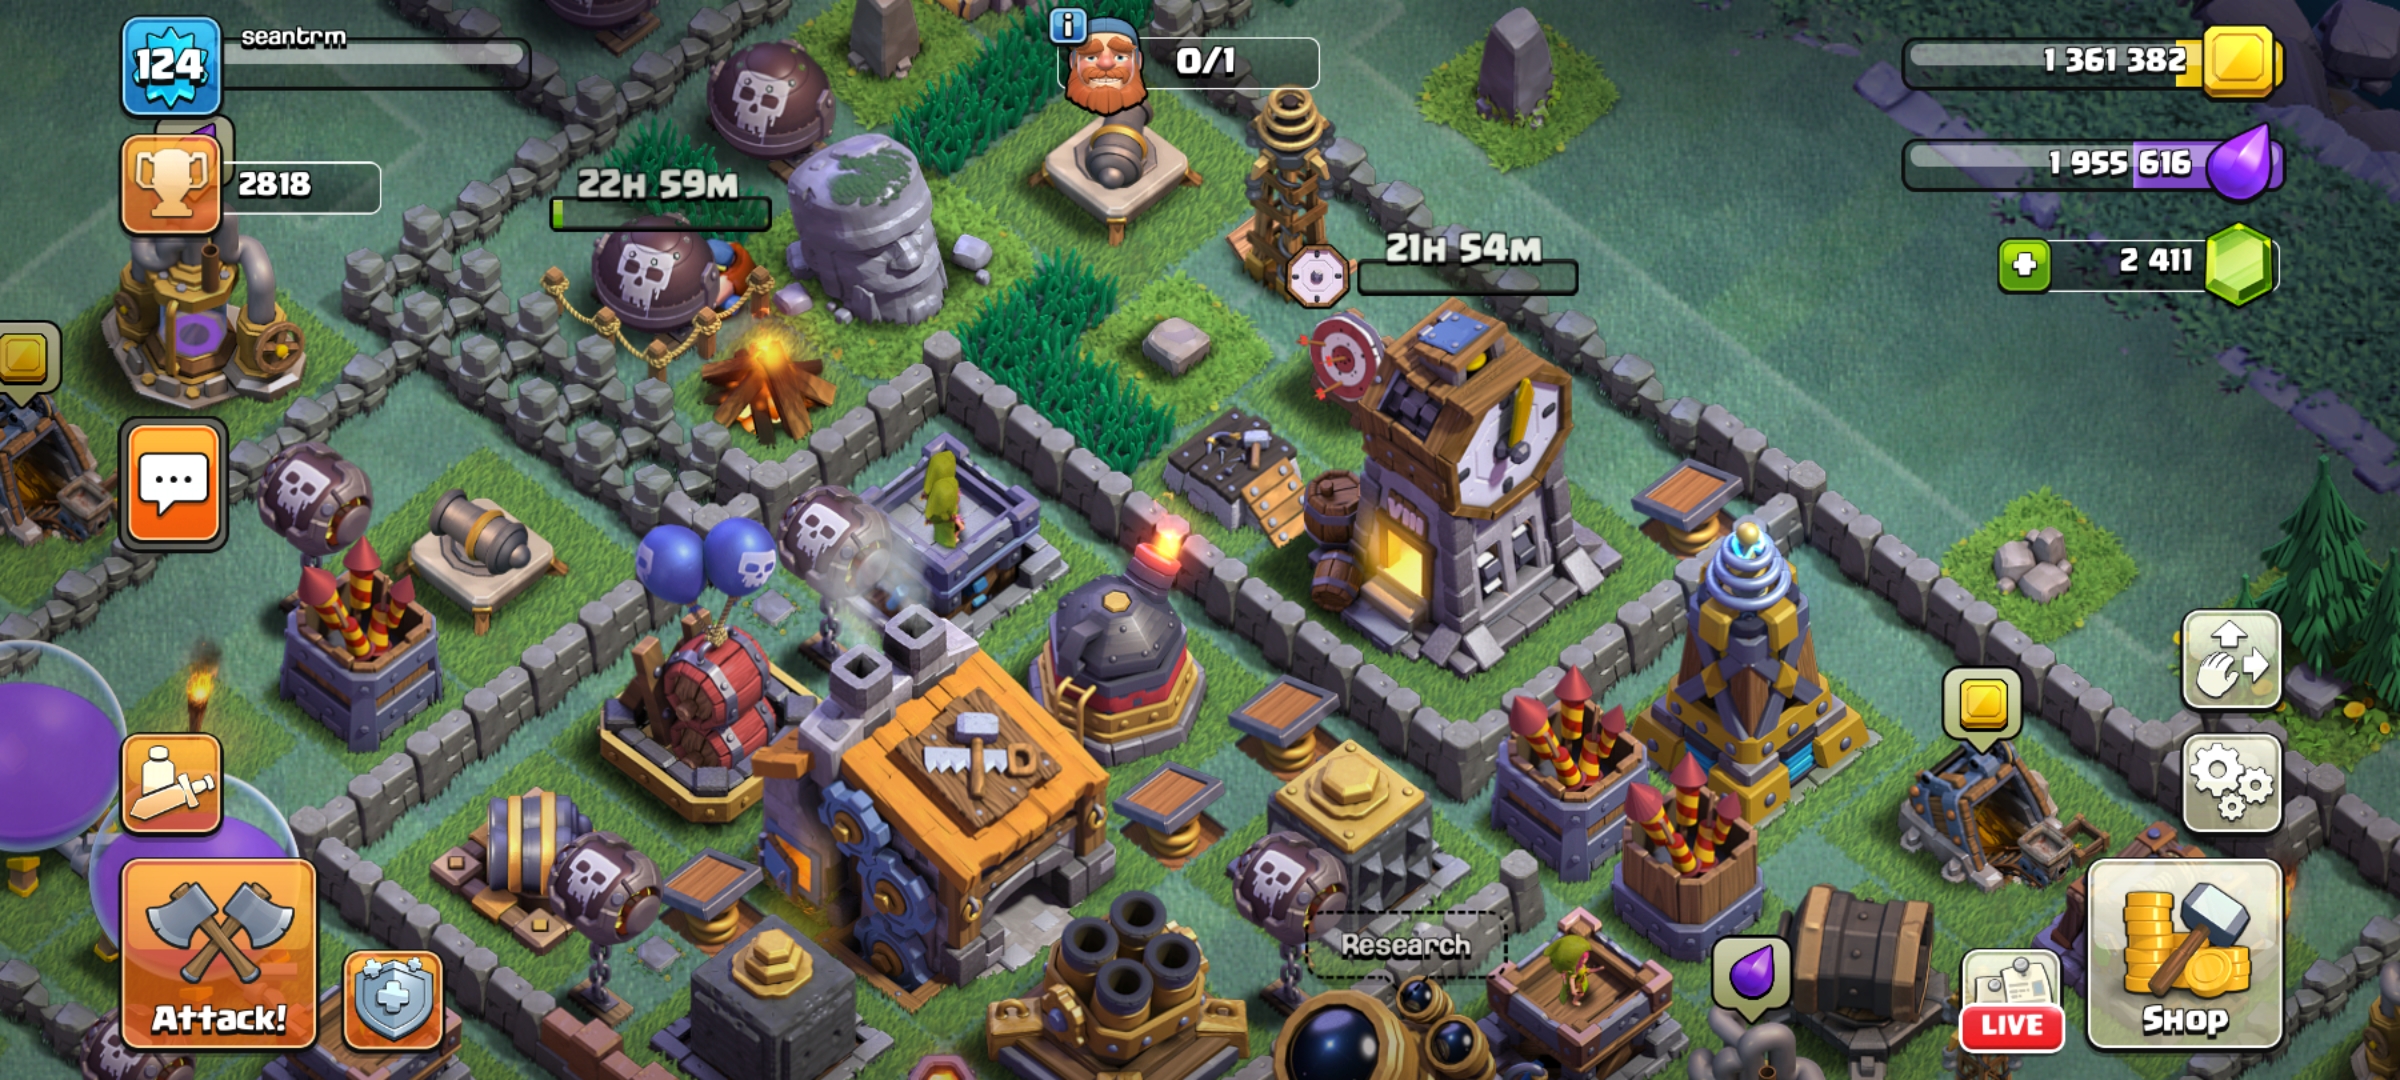 124
seantrm
0/1
1 361 382
2818
22H 59M
1 955 616
21H 54M
2 411
VIII
Research
Attack!
LIVE
Shop